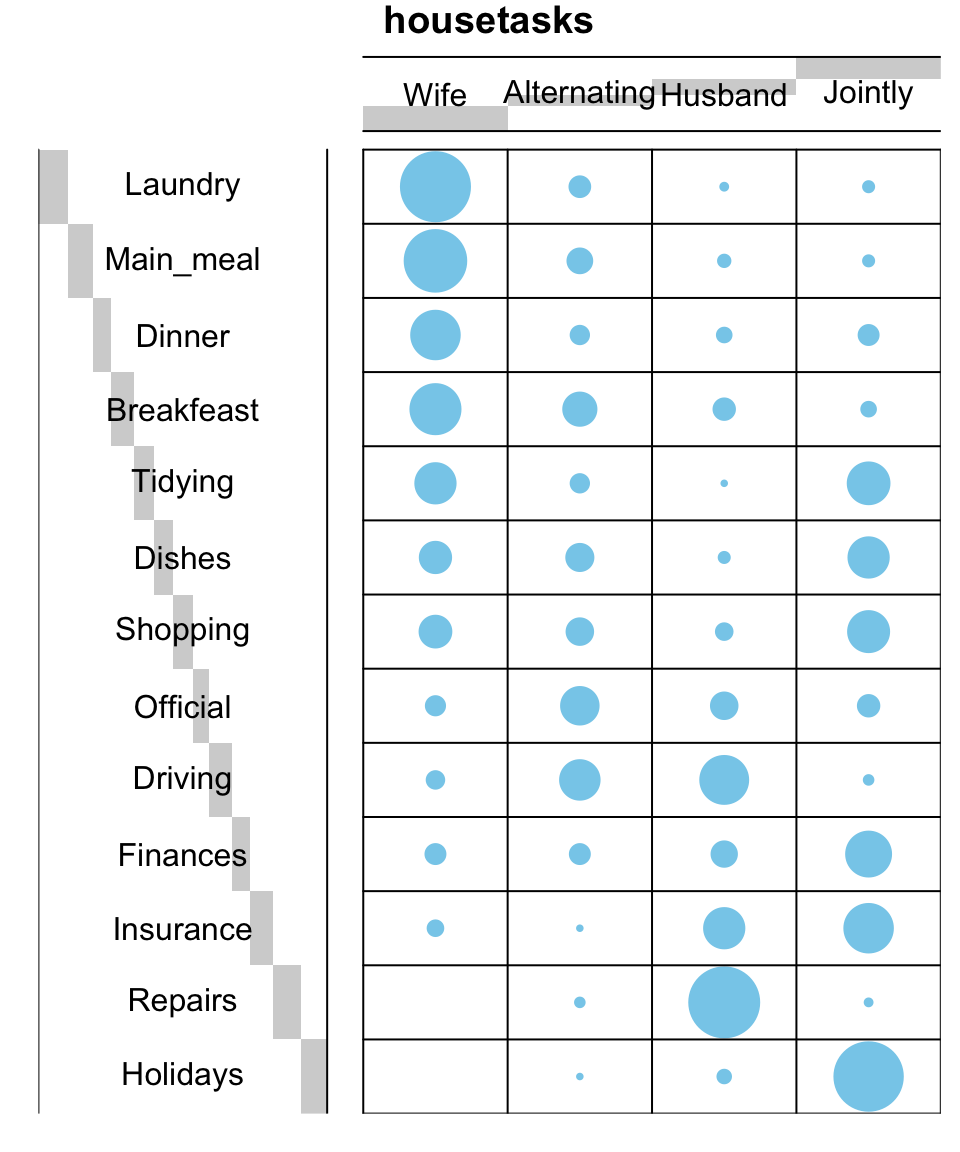 housetasks
Wife Alternating Husband Jointly
Laundry
Main_meal
Dinner
Breakfeast
Tidying
Dishes
Shopping
Official
Driving
Finances
Insurance
Repairs
Holidays